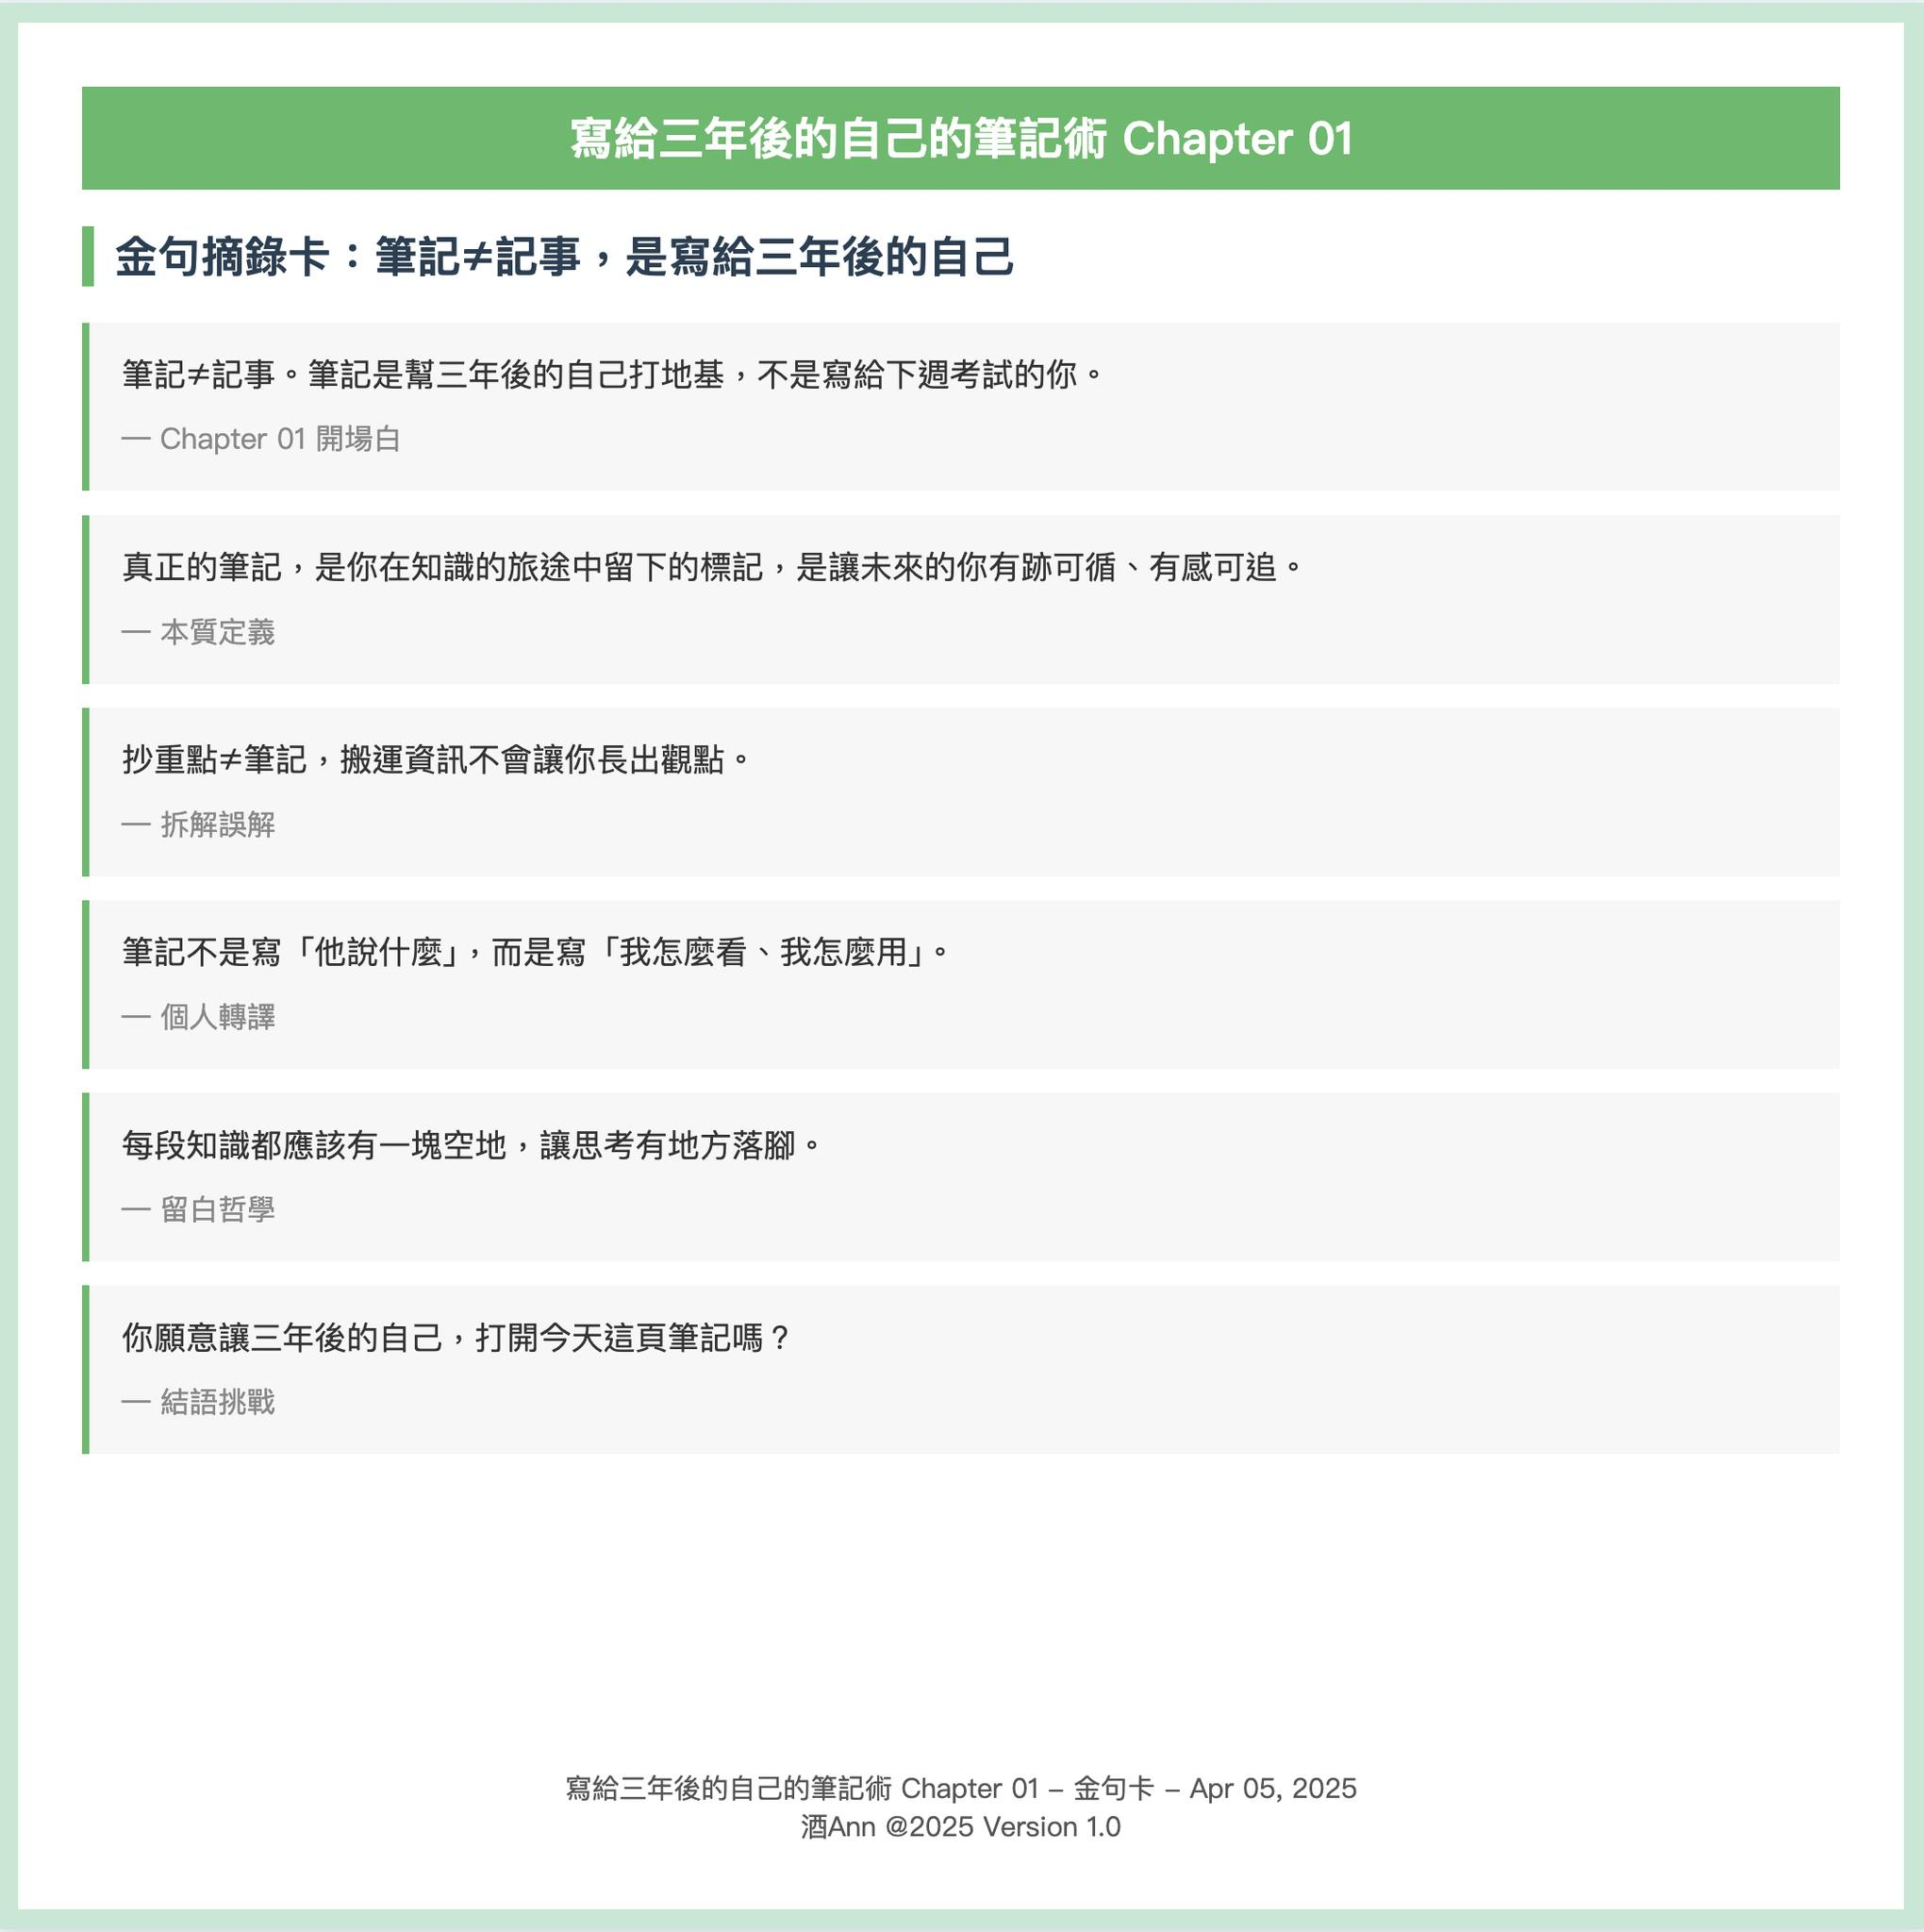 寫給三年後的自己的筆記術 Chapter 01
金句摘錄卡：筆記≠記事，是寫給三年後的自己
筆記≠記事。筆記是幫三年後的自己打地基，不是寫給下週考試的你。
— Chapter 01 開場白
真正的筆記，是你在知識的旅途中留下的標記，是讓未來的你有跡可循、有感可追。
— 本質定義
抄重點≠筆記，搬運資訊不會讓你長出觀點。
— 拆解誤解
筆記不是寫「他說什麼」，而是寫「我怎麼看、我怎麼用」。
— 個人轉譯
每段知識都應該有一塊空地，讓思考有地方落腳。
— 留白哲學
你願意讓三年後的自己，打開今天這頁筆記嗎？
— 結語挑戰
寫給三年後的自己的筆記術 Chapter 01 – 金句卡 – Apr 05, 2025
酒Ann @2025 Version 1.0